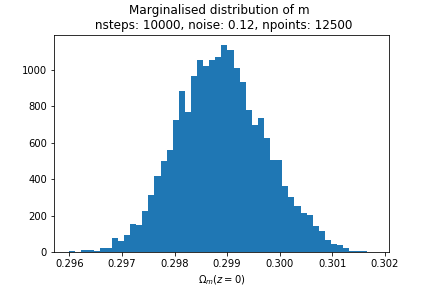 Marginalised distribution of m
nsteps: 10000, noise: 0.12, npoints: 12500
1000
800
600
400
200
0
0.296 0.297 0.298 0.299 0.300 0.301 0.302
Ωm(z = 0)